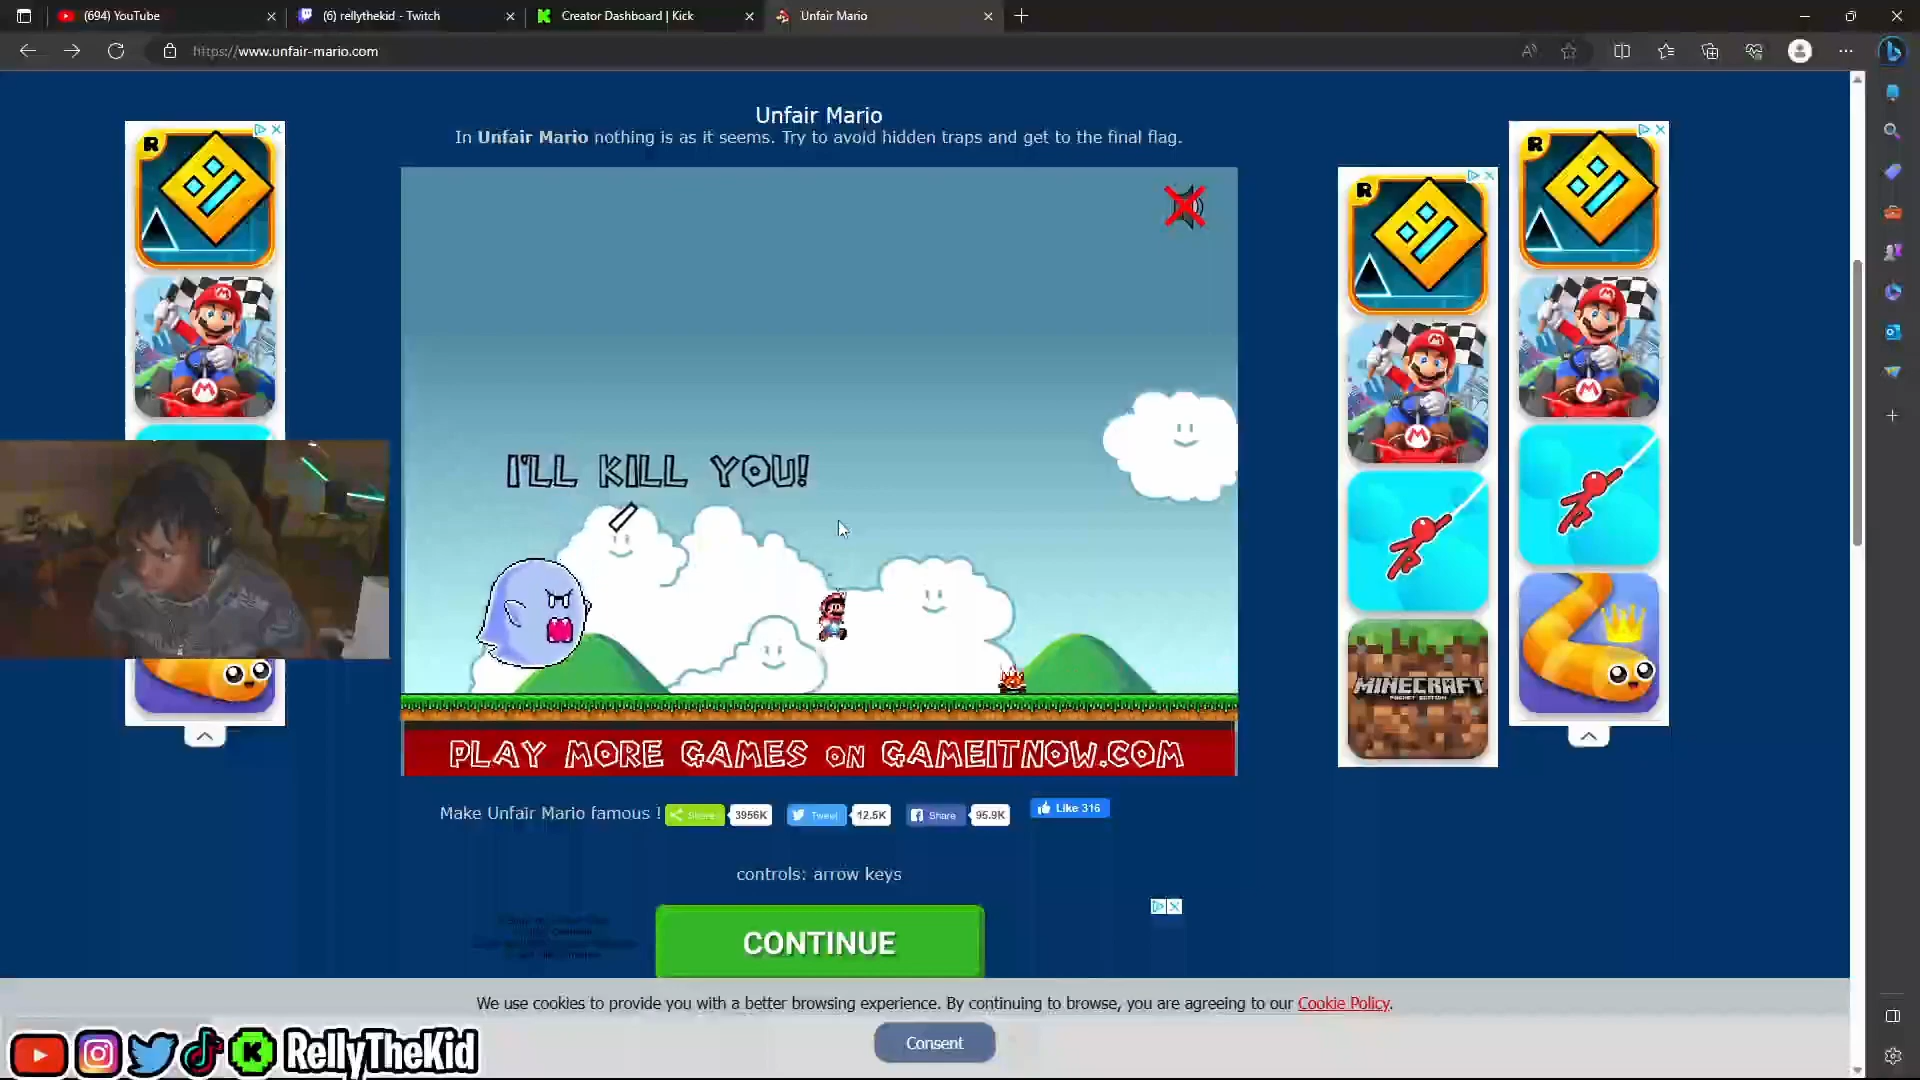 (694) YouTube
(6) rellythekid - Twitch
Creator Dashboard | Kick
Unfair Mario
https://www.unfair-mario.com
Unfair Mario
In Unfair Mario nothing is as it seems. Try to avoid hidden traps and get to the final flag.
R
R
R
M
M
M
I'LL KILL YOU!
MINECRAFT
POCKET EDITION
PLAY MORE GAMES ON GAMEITNOW.COM
Make Unfair Mario famous !
Share
3956K
Tweet
12.5K
Share
95.9K
Like 316
controls: arrow keys
CONTINUE
We use cookies to provide you with a better browsing experience. By continuing to browse, you are agreeing to our Cookie Policy.
Consent
K RellyTheKid